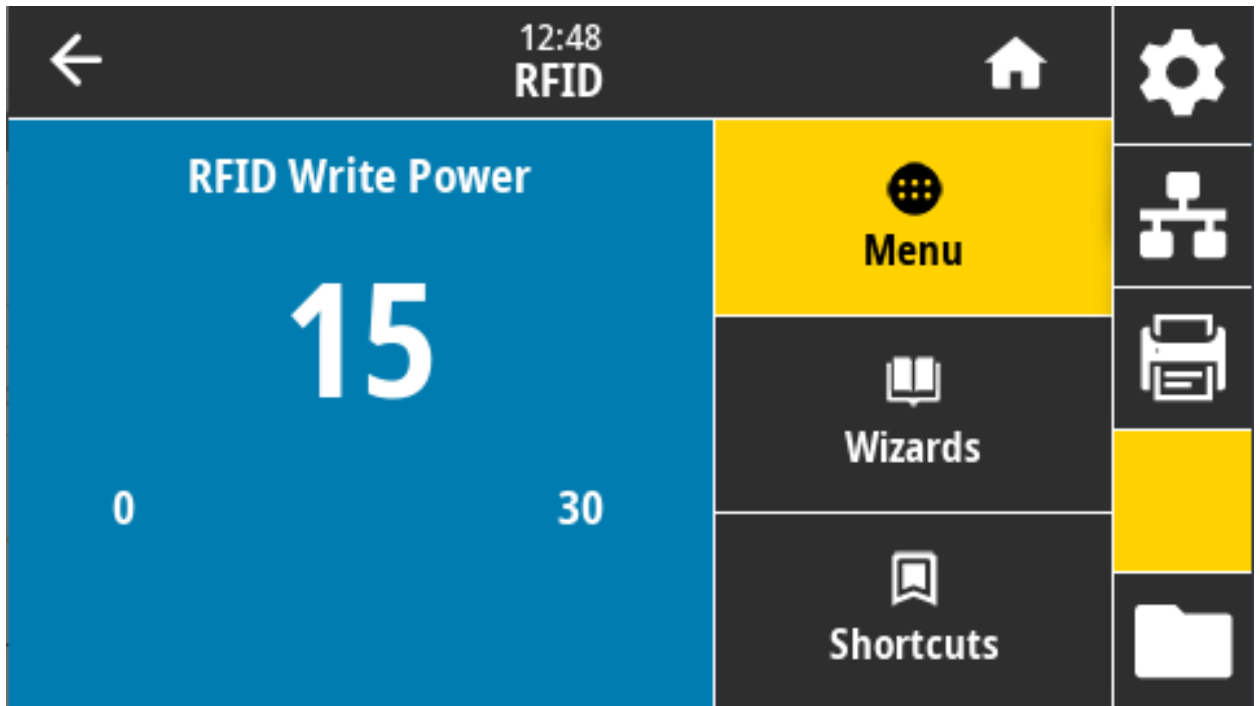 12:48
RFID
RFID Write Power
15
0 30
Menu
Wizards
Shortcuts